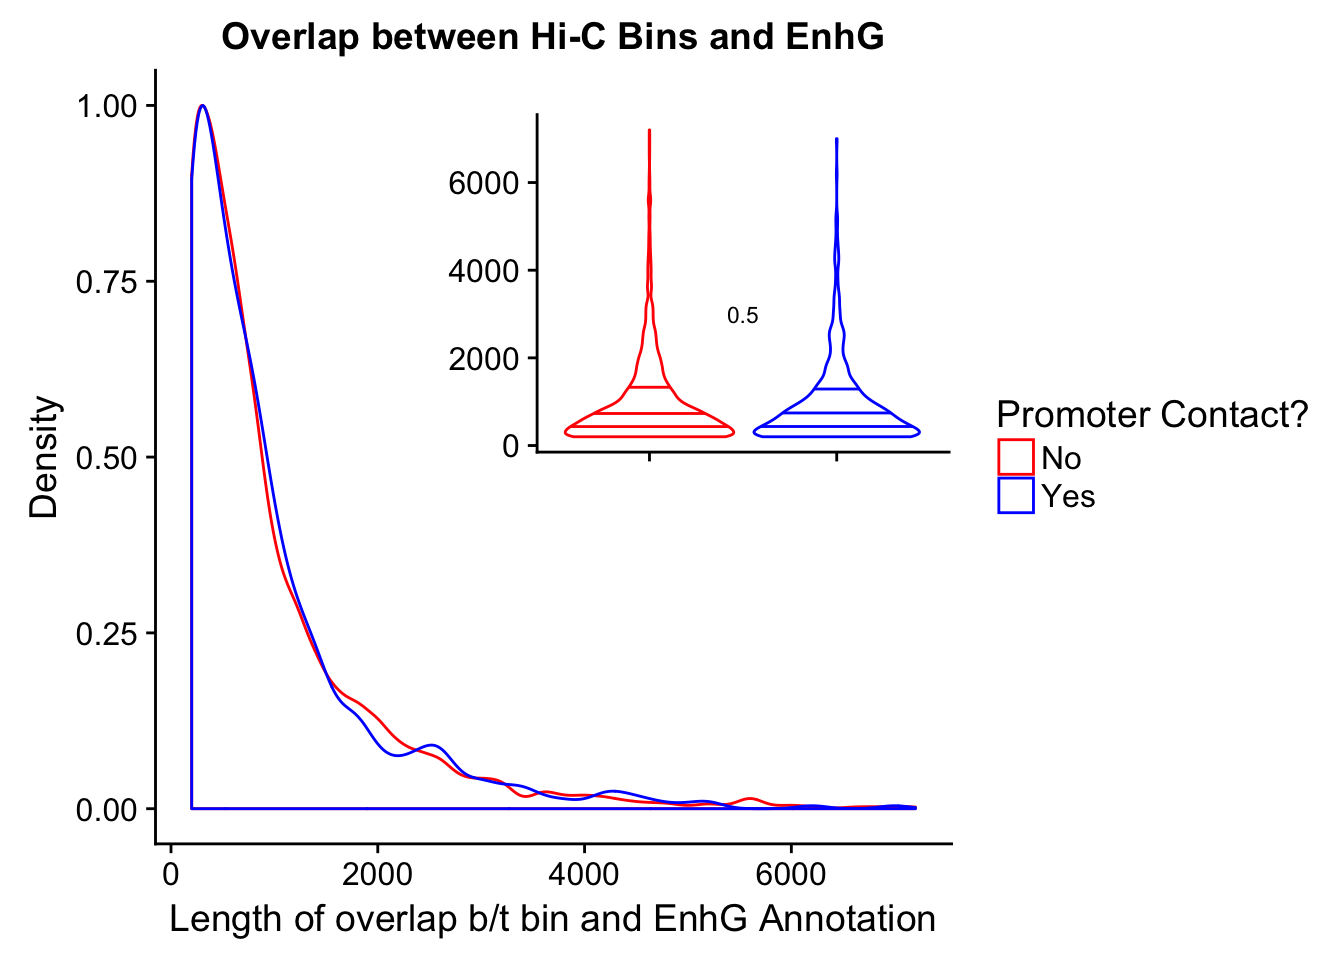 Overlap between Hi-C Bins and EnhG
1.00
0.75
0.50
0.25
0.00
Density
6000
4000
2000
0
0.5
Promoter Contact?
No
Yes
0 2000 4000 6000
Length of overlap b/t bin and EnhG Annotation